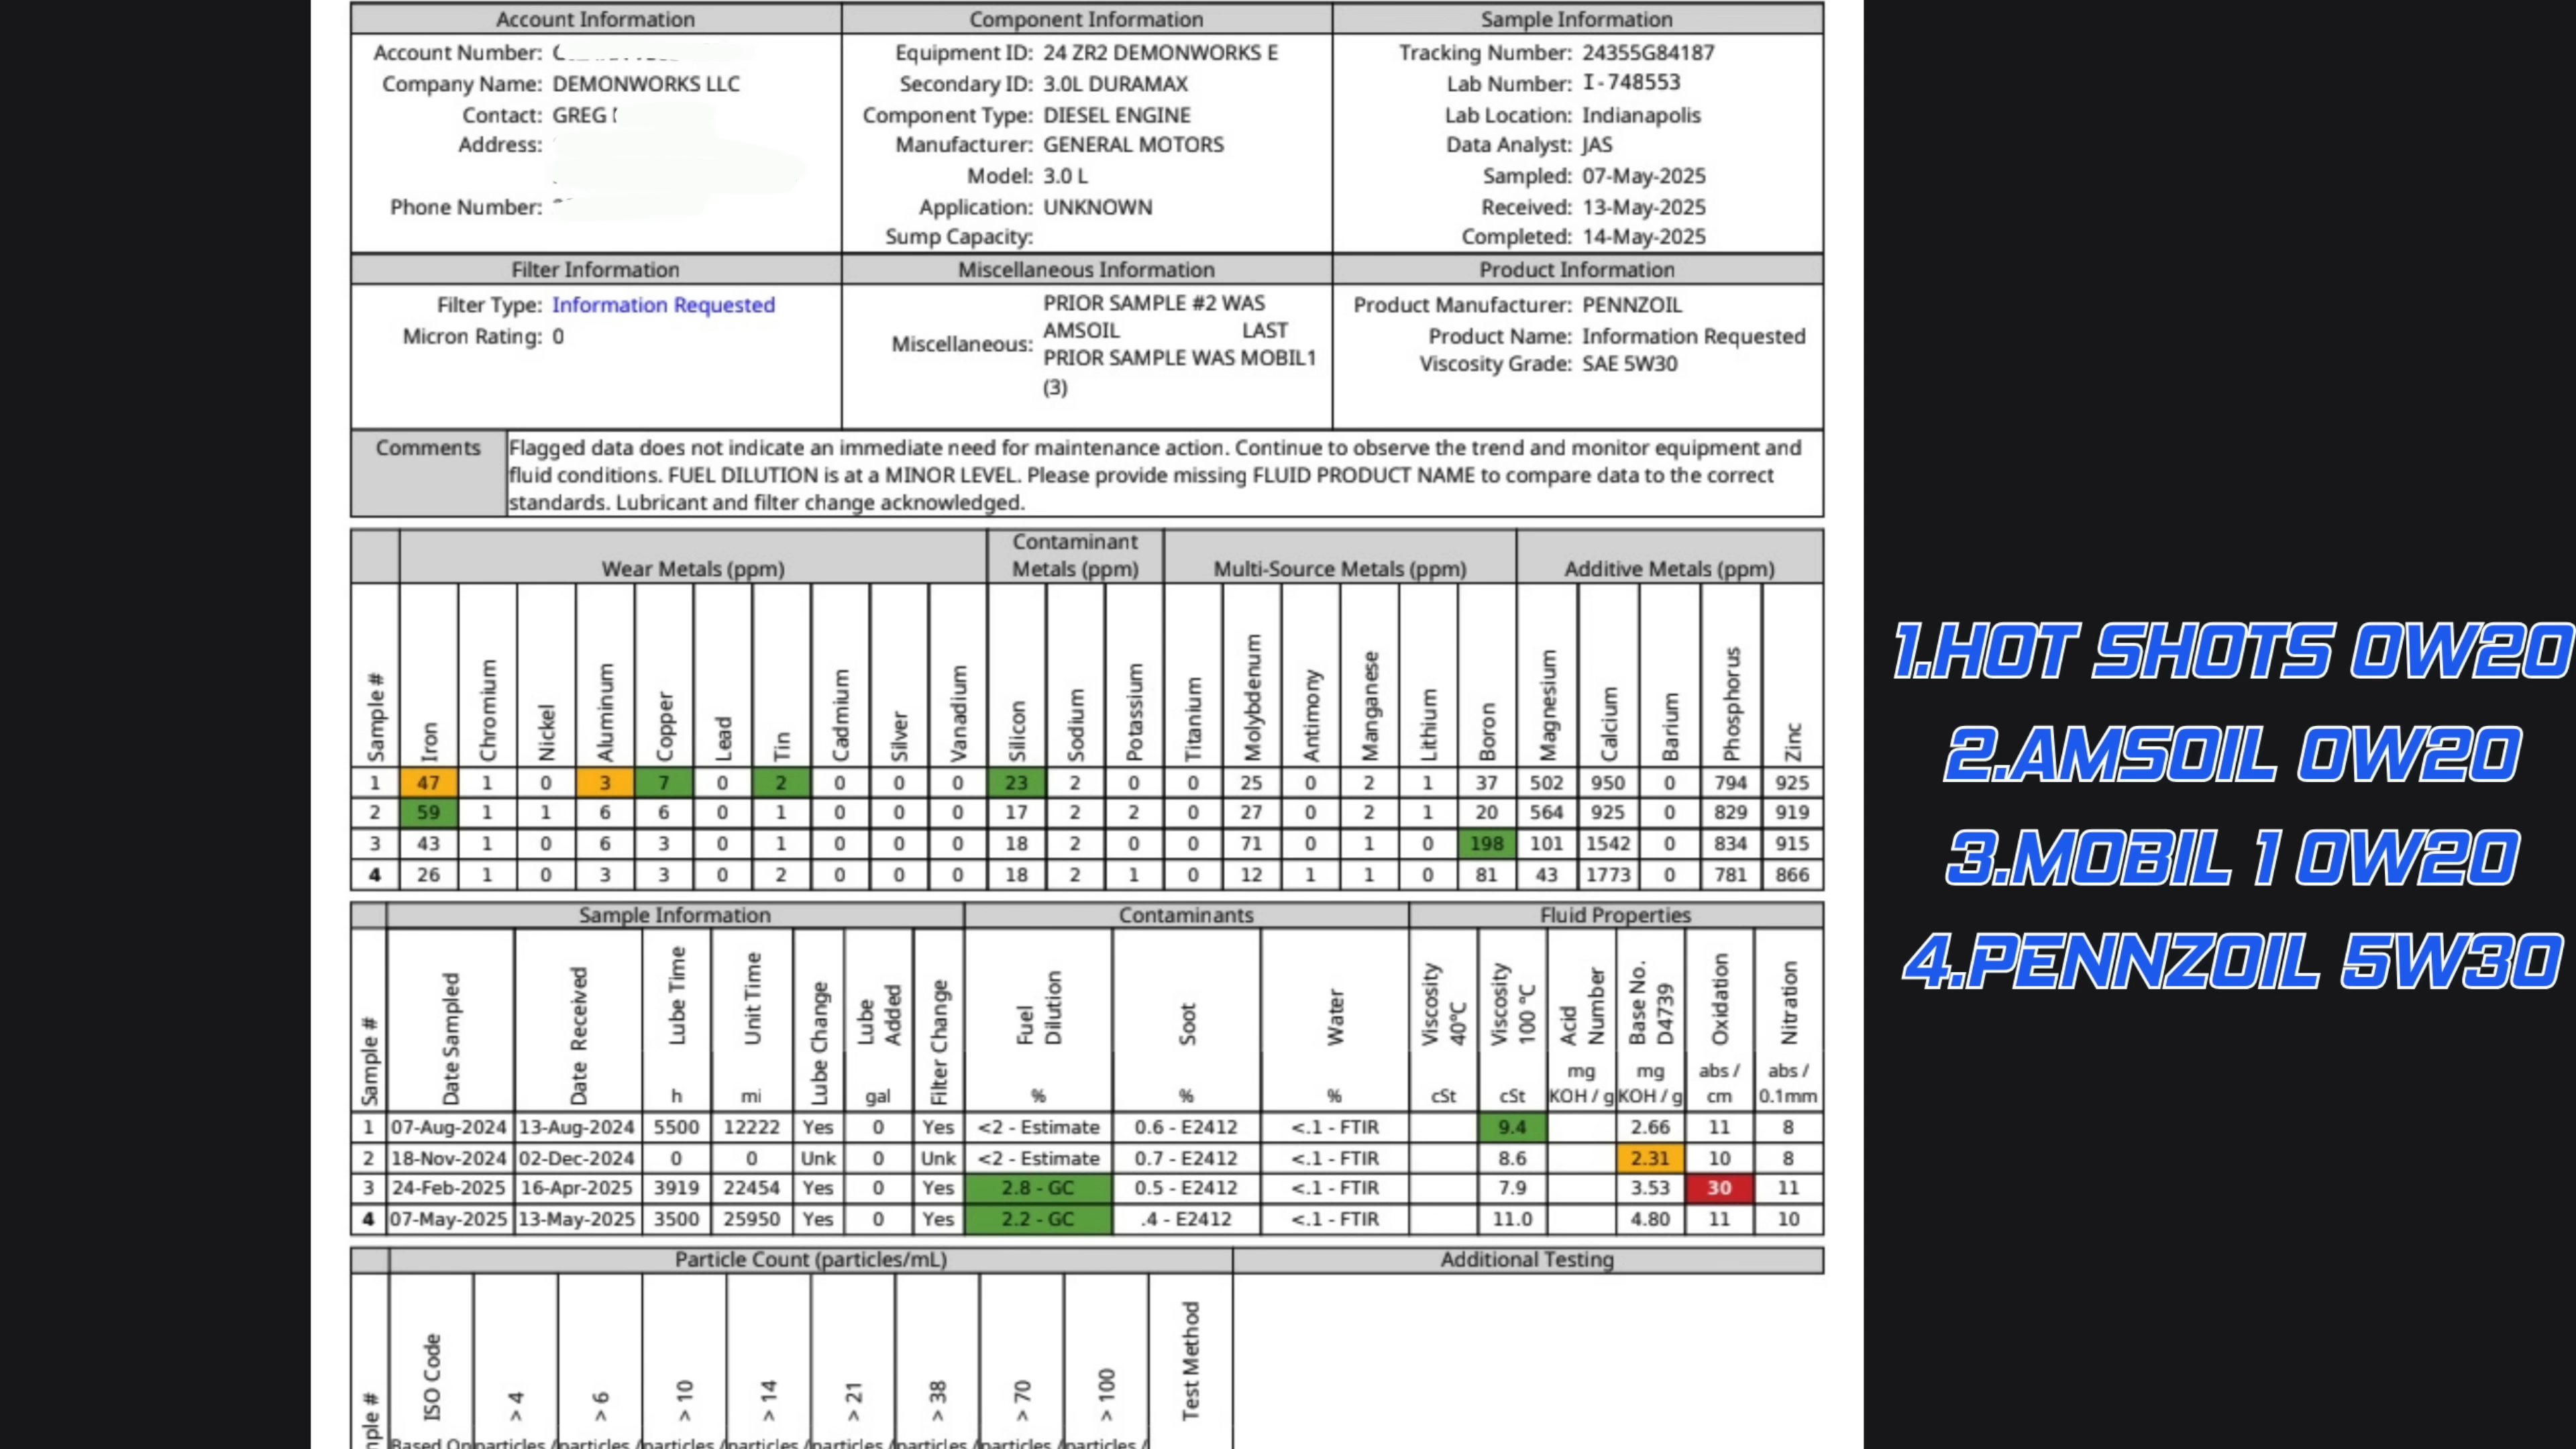 Account Information
Account Number:
Company Name: DEMONWORKS LLC
Contact: GREG
Address:
Phone Number:
Component Information
Equipment ID: 24 ZR2 DEMONWORKS E
Secondary ID: 3.0L DURAMAX
Component Type: DIESEL ENGINE
Manufacturer: GENERAL MOTORS
Model: 3.0 L
Application: UNKNOWN
Sump Capacity:
Sample Information
Tracking Number: 24355G84187
Lab Number: I-748553
Lab Location: Indianapolis
Data Analyst: JAS
Sampled: 07-May-2025
Received: 13-May-2025
Completed: 14-May-2025
Filter Information
Filter Type: Information Requested
Micron Rating: 0
Miscellaneous Information
Miscellaneous: PRIOR SAMPLE #2 WAS
AMSOIL LAST
PRIOR SAMPLE WAS MOBIL1
(3)
Product Information
Product Manufacturer: PENNZOIL
Product Name: Information Requested
Viscosity Grade: SAE 5W30
Comments
Flagged data does not indicate an immediate need for maintenance action. Continue to observe the trend and monitor equipment and
fluid conditions. FUEL DILUTION is at a MINOR LEVEL. Please provide missing FLUID PRODUCT NAME to compare data to the correct
standards. Lubricant and filter change acknowledged.
Wear Metals (ppm) Contaminant Metals (ppm) Multi-Source Metals (ppm) Additive Metals (ppm)
Sample # Iron Chromium Nickel Aluminum Copper Lead Tin Cadmium Silver Vanadium Silicon Sodium Potassium Titanium Molybdenum Antimony Manganese Lithium Boron Magnesium Calcium Barium Phosphorus Zinc
1 47 1 0 3 7 0 2 0 0 0 23 2 0 0 25 0 2 1 37 502 950 0 794 925
2 59 1 1 6 6 0 1 0 0 0 17 2 2 0 27 0 2 1 20 564 925 0 829 919
3 43 1 0 6 3 0 1 0 0 0 18 2 0 0 71 0 1 0 198 101 1542 0 834 915
4 26 1 0 3 3 0 2 0 0 0 18 2 1 0 12 1 1 0 81 43 1773 0 781 866
Sample Information Contaminants Fluid Properties
Sample # Date Sampled Date Received Lube Time Unit Time Lube Change Lube Added Filter Change Fuel Dilution Soot Water Viscosity 40°C Viscosity 100 °C Acid Number Base No. D4739 Oxidation Nitration
h mi gal % % % cSt cSt mg KOH / g mg KOH / g abs / cm abs / 0.1mm
1 07-Aug-2024 13-Aug-2024 5500 12222 Yes 0 Yes <2 - Estimate 0.6 - E2412 <.1 - FTIR 9.4 2.66 11 8
2 18-Nov-2024 02-Dec-2024 0 0 Unk 0 Unk <2 - Estimate 0.7 - E2412 <.1 - FTIR 8.6 2.31 10 8
3 24-Feb-2025 16-Apr-2025 3919 22454 Yes 0 Yes 2.8 - GC 0.5 - E2412 <.1 - FTIR 7.9 3.53 30 11
4 07-May-2025 13-May-2025 3500 25950 Yes 0 Yes 2.2 - GC .4 - E2412 <.1 - FTIR 11.0 4.80 11 10
Particle Count (particles/mL) Additional Testing
ISO Code > 4 > 6 > 10 > 14 > 21 > 38 > 70 > 100 Test Method
1.HOT SHOTS 0W20
2.AMSOIL 0W20
3.MOBIL 1 0W20
4.PENNZOIL 5W30